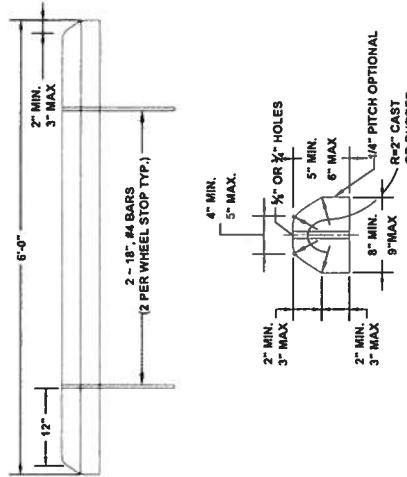 6'-0"
2" MIN.
3" MAX
12"
2 ~ 18", #4 BARS
(2 PER WHEEL STOP TYP.)
4" MIN.
5" MAX.
⅝" OR ¾" HOLES
2" MIN.
3" MAX
5" MIN.
6" MAX
1/4" PITCH OPTIONAL
2" MIN.
3" MAX
8" MIN.
9"MAX
R=2" CAST